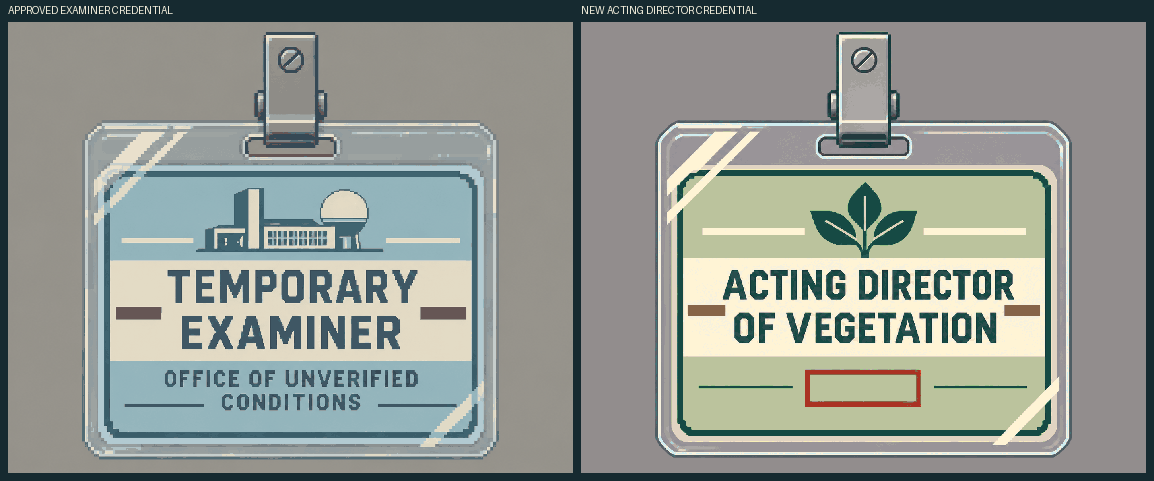 APPROVED EXAMINER CREDENTIAL
NEW ACTING DIRECTOR CREDENTIAL
TEMPORARY
EXAMINER
OFFICE OF UNVERIFIED
CONDITIONS
ACTING DIRECTOR
OF VEGETATION